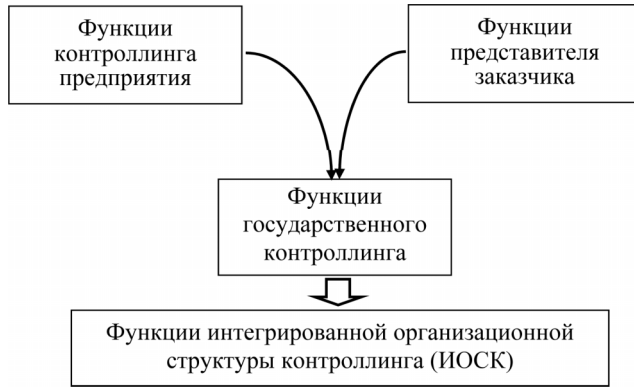 Функции
контроллинга
предприятия
Функции
представителя
заказчика
Функции
государственного
контроллинга
Функции интегрированной организационной
структуры контроллинга (ИОСК)